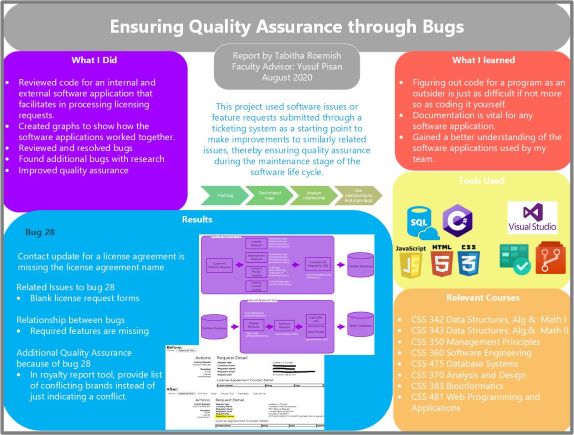 Ensuring Quality Assurance through Bugs
Report by Tabitha Roemish
Faculty Advisor: Yusuf Pisan
August 2020
What I Did
Reviewed code for an internal and
external software application that
facilitates in processing licensing
requests.
Created graphs to show how the
software applications worked together.
Reviewed and resolved bugs
Found additional bugs with research
Improved quality assurance
This project used software issues or
feature requests submitted through a
ticketing system as a starting point to
make improvements to similarly related
issues, thereby ensuring quality assurance
during the maintenance stage of the
software life cycle.
Find bug
Find related
bugs
Analyze
relationship
Use
relationship to
find more bugs
What I learned
Figuring out code for a program as an
outsider is just as difficult if not more
so as coding it yourself.
Documentation is vital for any
software application.
Gained a better understanding of the
software applications used by my
team.
Tools Used
SQL
C#
Visual Studio
JavaScript
HTML
CSS
JS
5
3
Results
Bug 28
Contact update for a license agreement is
missing the license agreement name
Related Issues to bug 28
Blank license request forms
Relationship between bugs
Required features are missing
Additional Quality Assurance
because of bug 28
In royalty report tool, provide list
of conflicting brands instead of
just indicating a conflict.
Before:
Actions
Request Detail
License Agreement Contact Detail
After:
Actions
Request Detail
License Agreement Contact Detail
Relevant Courses
CSS 342 Data Structures, Alg & Math I
CSS 343 Data Structures, Alg & Math II
CSS 350 Management Principles
CSS 360 Software Engineering
CSS 475 Database Systems
CSS 370 Analysis and Design
CSS 383 Bioinformatics
CSS 481 Web Programming and
Applications